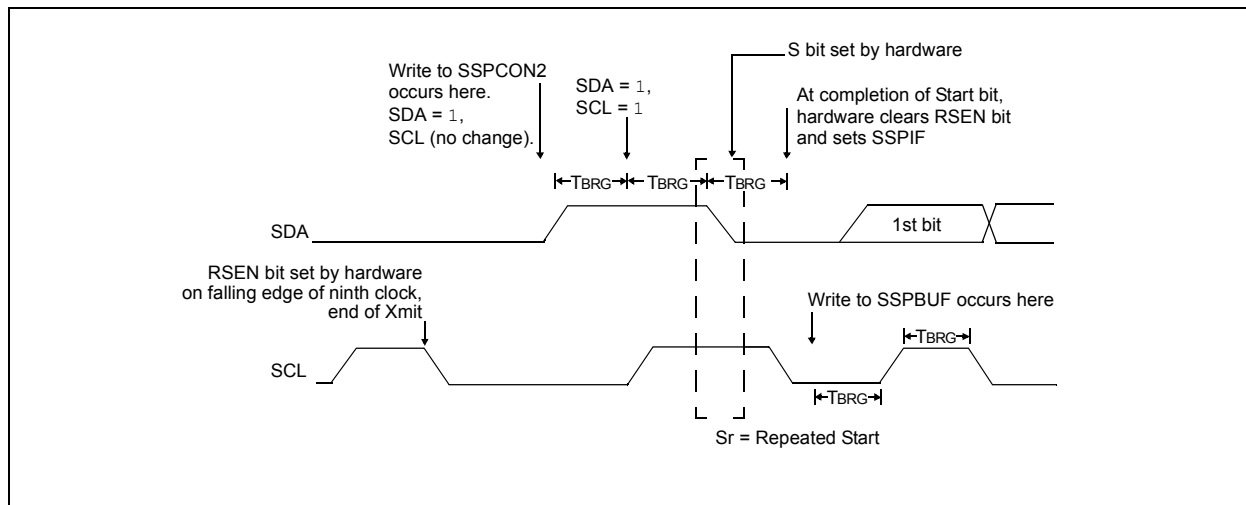 S bit set by hardware
Write to SSPCON2
occurs here.
SDA = 1,
SCL (no change).
SDA = 1,
SCL = 1
At completion of Start bit,
hardware clears RSEN bit
and sets SSPIF
TBRG
TBRG
TBRG
SDA
1st bit
RSEN bit set by hardware
on falling edge of ninth clock,
end of Xmit
Write to SSPBUF occurs here
TBRG
SCL
TBRG
Sr = Repeated Start